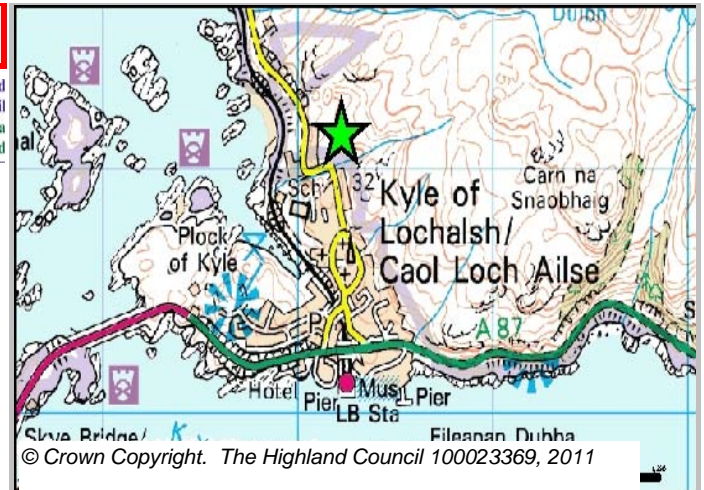 Sch
32
Kyle of
Lochalsh/
Caol Loch Ailse
Carn na
Snaobhaig
Plock
of Kyle
P
A 87
Hotel
Pier
Mus
Pier
LB Sta
Skye Bridge/
Eileanan Dubha
© Crown Copyright. The Highland Council 100023369, 2011